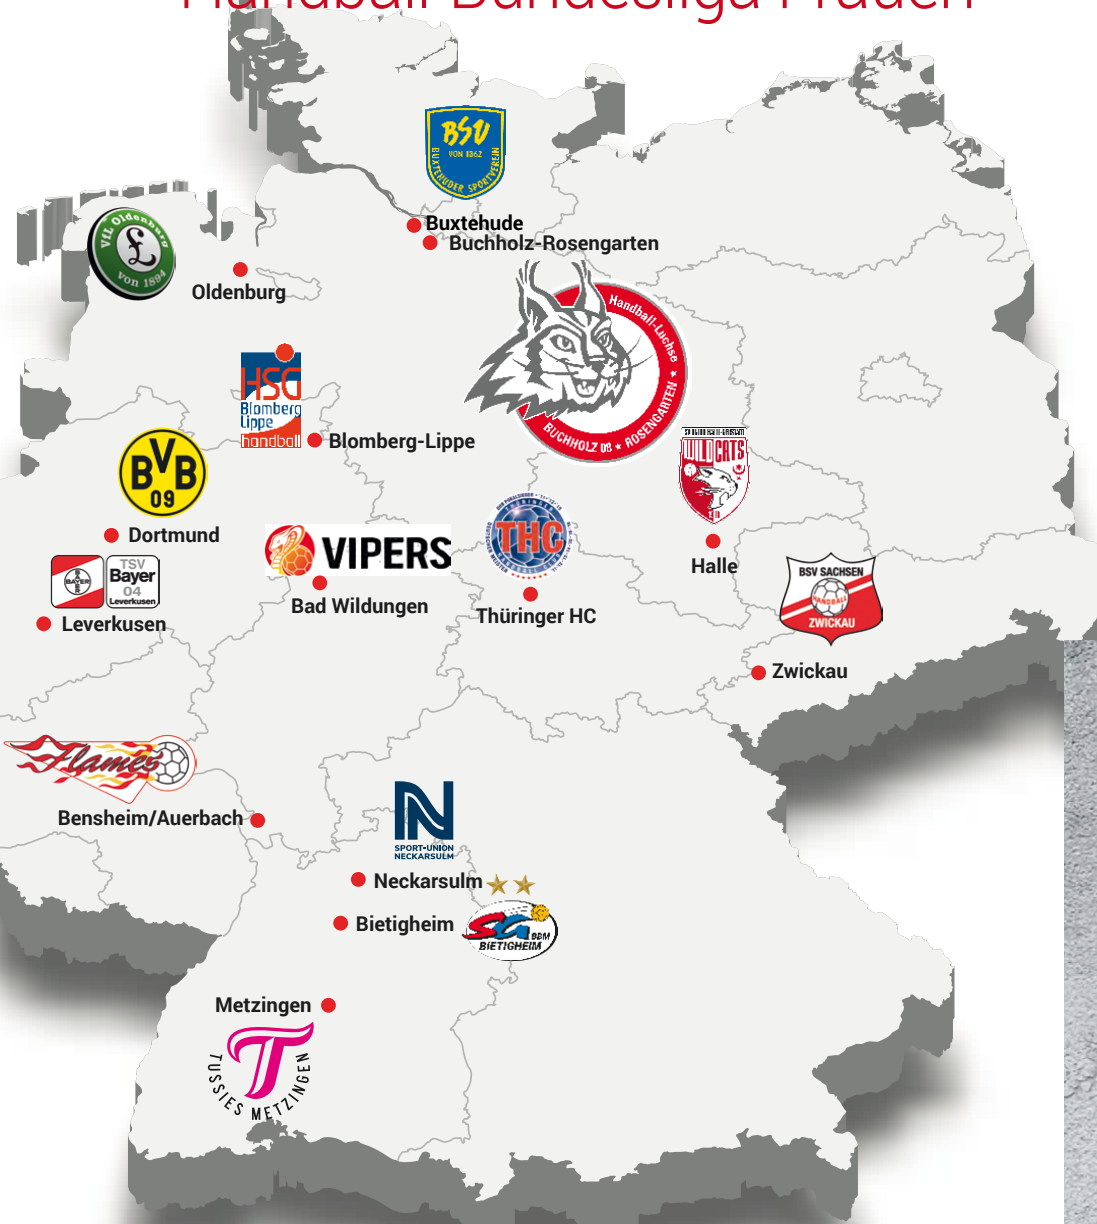 Handball Bundesliga Frauen
BSV
VON 1862
BUXTEHUDER SPORTVEREIN
Buxtehude
Buchholz-Rosengarten
VfL Oldenburg
von 1894
Oldenburg
Handball-Luchse
BUCHHOLZ 08 ★ ROSENGARTEN ★
HSG
Blomberg
Lippe
handball
Blomberg-Lippe
BVB
09
Dortmund
WILDCATS
Halle
THC
Thüringer HC
VIPERS
Bad Wildungen
BAYER
TSV
Bayer
04
Leverkusen
Leverkusen
BSV SACHSEN
HANDBALL
ZWICKAU
Zwickau
Flames
Bensheim/Auerbach
SPORT-UNION
NECKARSULM
Neckarsulm
SG
BBM
BIETIGHEIM
Bietigheim
Metzingen
TUSSIES METZINGEN